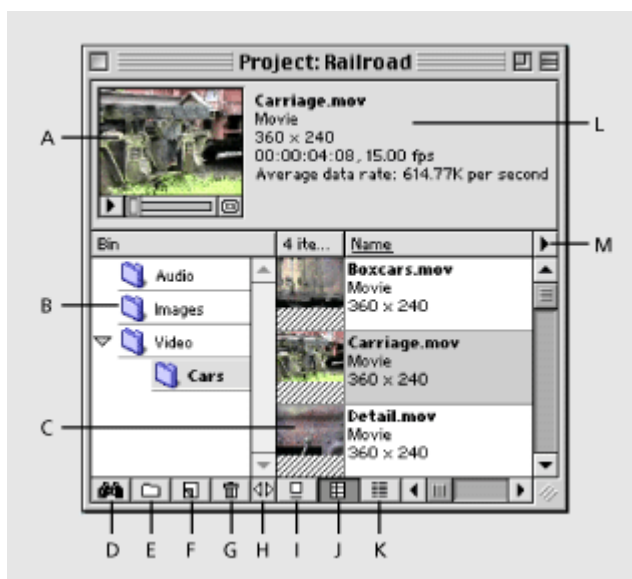 Project: Railroad
Carriage.mov
Movie
360 × 240
00:00:04:08, 15.00 fps
Average data rate: 614.77K per second
A
L
Bin
4 ite...
Name
M
Audio
Images
Video
Cars
B
Boxcars.mov
Movie
360 × 240
Carriage.mov
Movie
360 × 240
C
Detail.mov
Movie
360 × 240
D
E
F
G
H
I
J
K